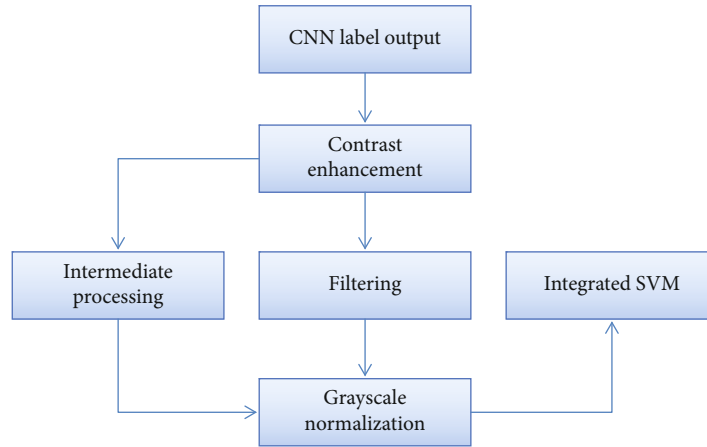 CNN label output
Contrast
enhancement
Intermediate
processing
Filtering
Integrated SVM
Grayscale
normalization